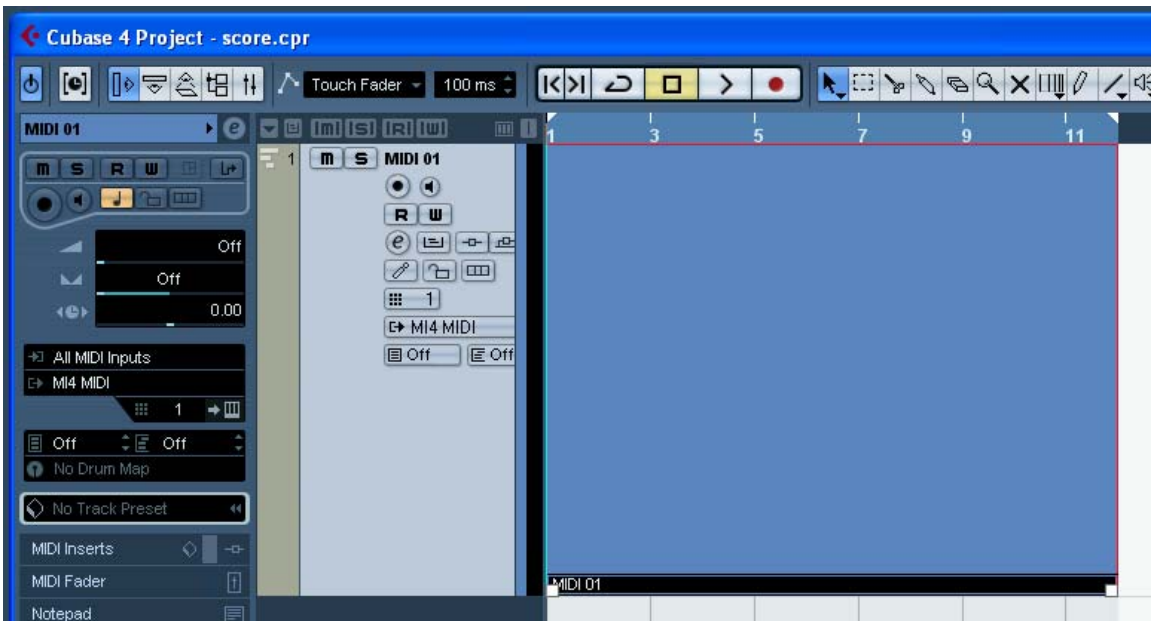 Cubase 4 Project - score.cpr
Touch Fader 100 ms
MIDI 01 e [m] [S] [R] [W] 1 3 5 7 9 11
m S R W 1 m S MIDI 01
R W
Off e
Off
0.00 1
MI4 MIDI
All MIDI Inputs Off Off
MI4 MIDI
1
Off Off
No Drum Map
No Track Preset
MIDI Inserts
MIDI Fader MIDI 01
Notepad